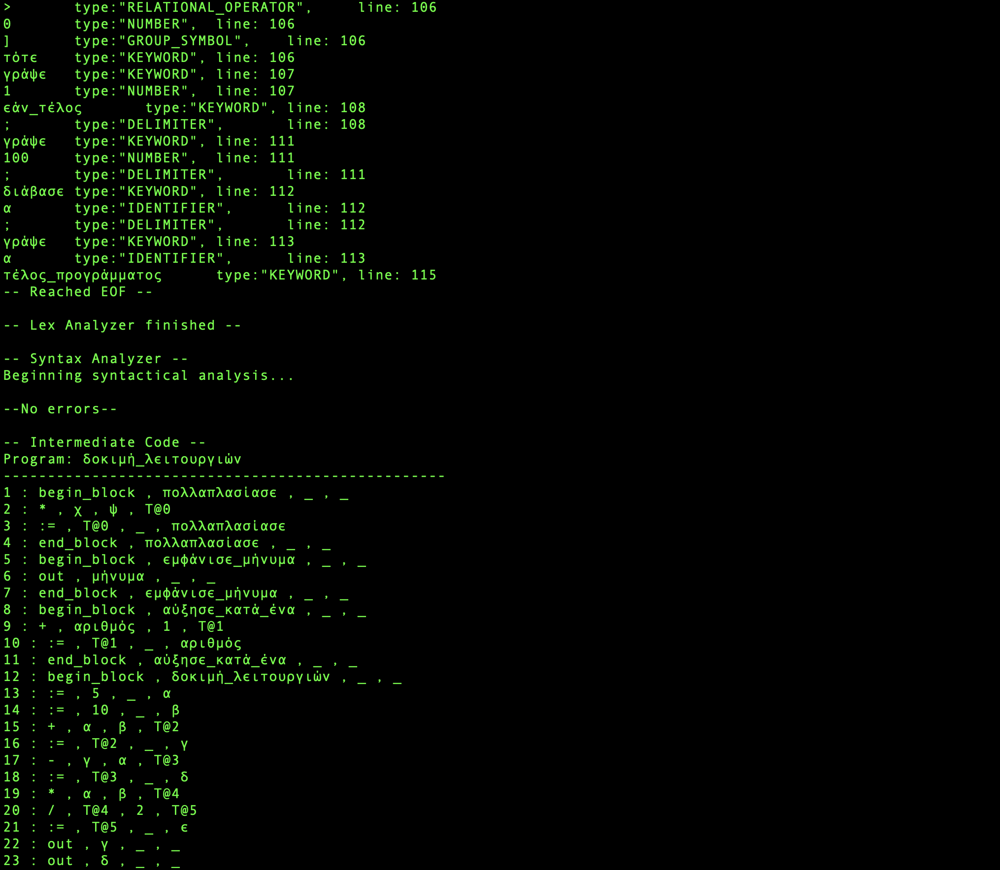 > type:"RELATIONAL_OPERATOR", line: 106
0 type:"NUMBER", line: 106
] type:"GROUP_SYMBOL", line: 106
τότε type:"KEYWORD", line: 106
γράψε type:"KEYWORD", line: 107
1 type:"NUMBER", line: 107
εάν_τέλος type:"KEYWORD", line: 108
; type:"DELIMITER", line: 108
γράψε type:"KEYWORD", line: 111
100 type:"NUMBER", line: 111
; type:"DELIMITER", line: 111
διάβασε type:"KEYWORD", line: 112
α type:"IDENTIFIER", line: 112
; type:"DELIMITER", line: 112
γράψε type:"KEYWORD", line: 113
α type:"IDENTIFIER", line: 113
τέλος_προγράμματος type:"KEYWORD", line: 115
-- Reached EOF --
-- Lex Analyzer finished --
-- Syntax Analyzer --
Beginning syntactical analysis...
--No errors--
-- Intermediate Code --
Program: δοκιμή_λειτουργιών
--------------------------------------------------
1 : begin_block , πολλαπλασίασε , _ , _
2 : * , χ , ψ , T@0
3 : := , T@0 , _ , πολλαπλασίασε
4 : end_block , πολλαπλασίασε , _ , _
5 : begin_block , εμφάνισε_μήνυμα , _ , _
6 : out , μήνυμα , _ , _
7 : end_block , εμφάνισε_μήνυμα , _ , _
8 : begin_block , αύξησε_κατά_ένα , _ , _
9 : + , αριθμός , 1 , T@1
10 : := , T@1 , _ , αριθμός
11 : end_block , αύξησε_κατά_ένα , _ , _
12 : begin_block , δοκιμή_λειτουργιών , _ , _
13 : := , 5 , _ , α
14 : := , 10 , _ , β
15 : + , α , β , T@2
16 : := , T@2 , _ , γ
17 : - , γ , α , T@3
18 : := , T@3 , _ , δ
19 : * , α , β , T@4
20 : / , T@4 , 2 , T@5
21 : := , T@5 , _ , ε
22 : out , γ , _ , _
23 : out , δ , _ , _